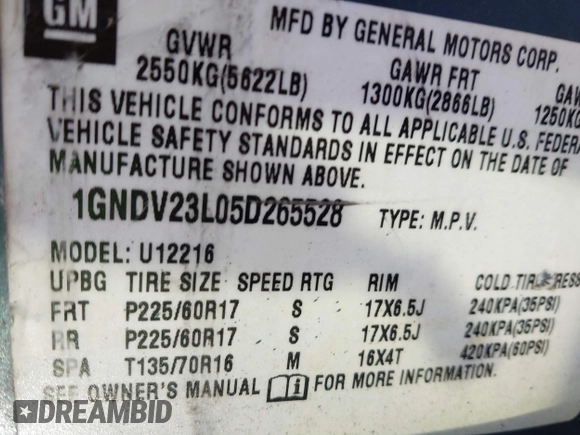 GM
MFD BY GENERAL MOTORS CORP.
GVWR GAWR FRT
2550KG(5622LB) 1300KG(2866LB) 1250KG
THIS VEHICLE CONFORMS TO ALL APPLICABLE U.S.
VEHICLE SAFETY STANDARDS IN EFFECT ON THE DATE OF
MANUFACTURE SHOWN ABOVE.
1GNDV23L05D265528 TYPE: M.P.V.
MODEL: U12216
UPBG TIRE SIZE SPEED RTG RIM COLD TIRE
FRT P225/60R17 S 17X6.5J 240KPA(35PSI)
RR P225/60R17 S 17X6.5J 240KPA(35PSI)
SPA T135/70R16 M 16X4T 420KPA(60PSI)
SEE OWNER'S MANUAL i FOR MORE INFORMATION.
DREAMBID